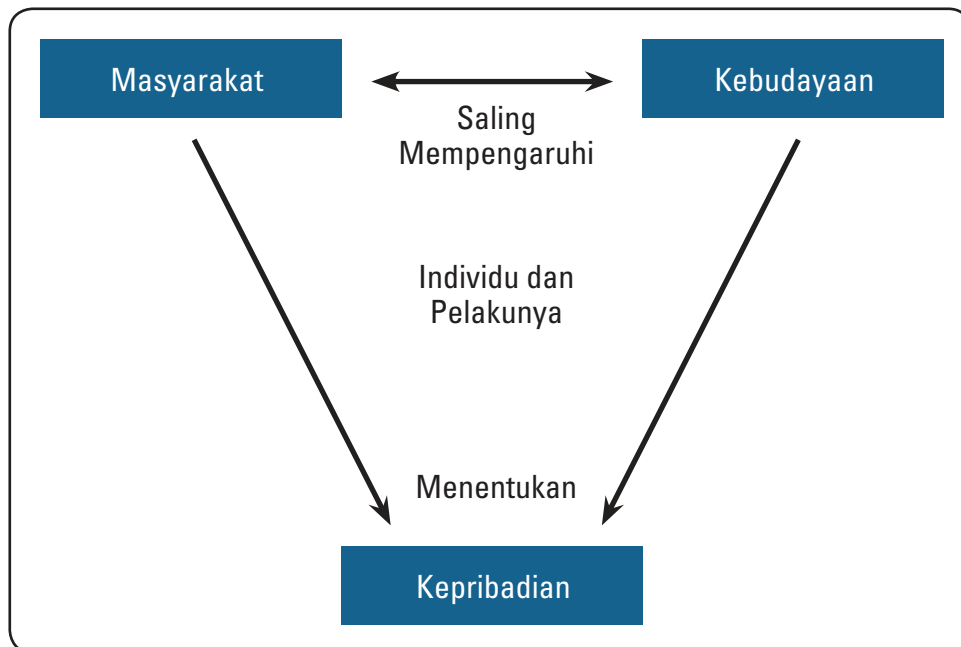 Masyarakat
Kebudayaan
Saling
Mempengaruhi
Individu dan
Pelakunya
Menentukan
Kepribadian